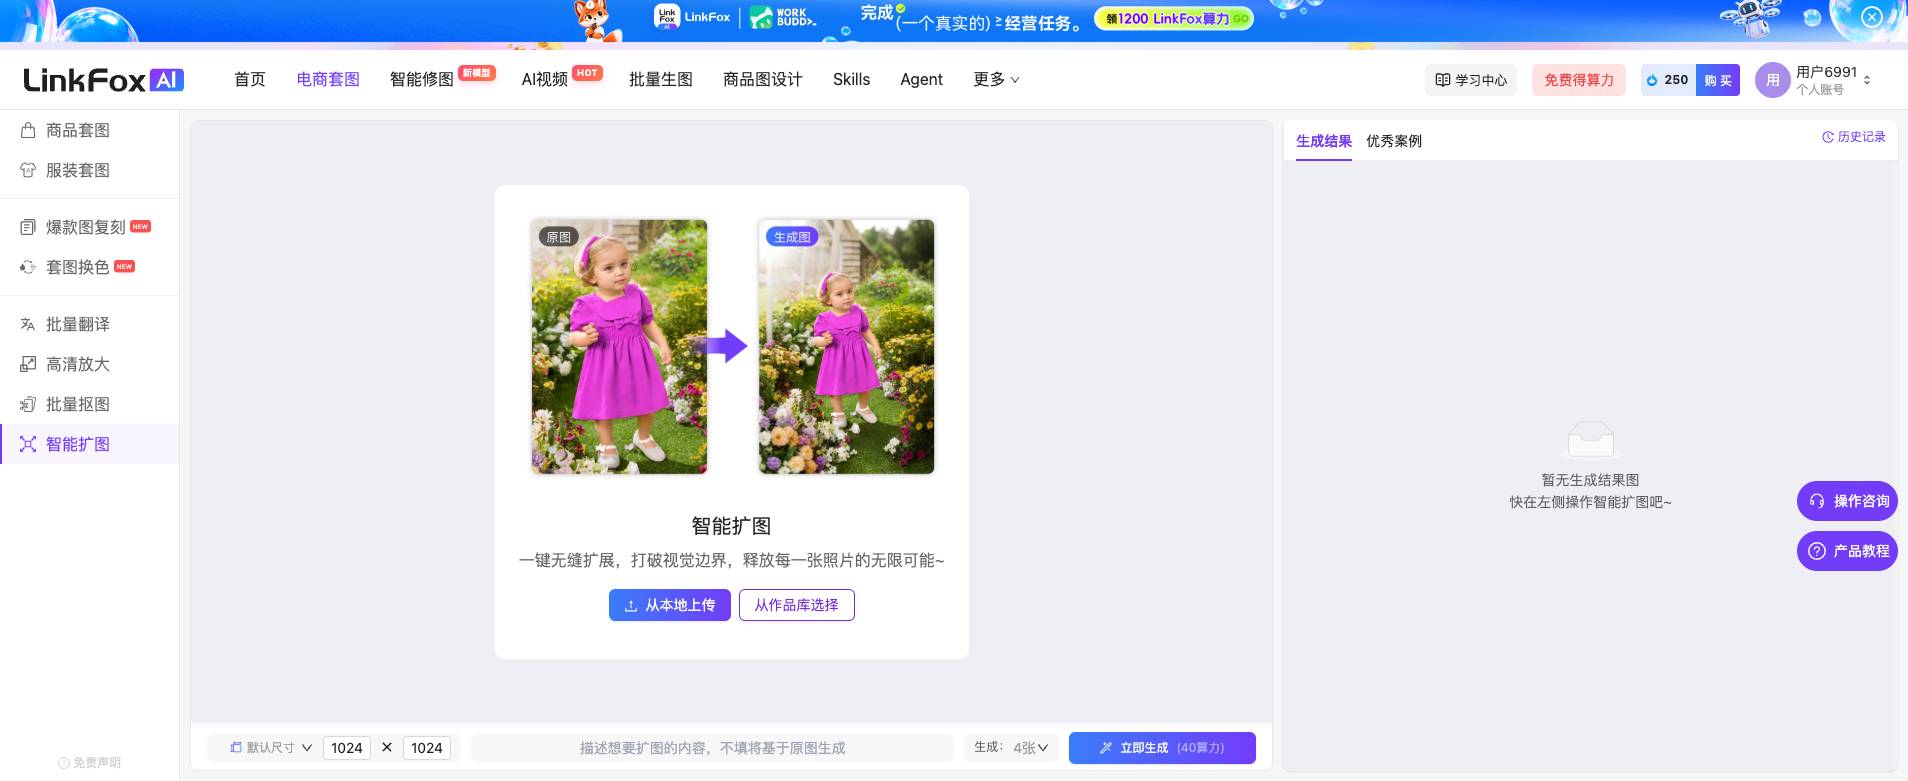 Link Fox AI LinkFox | WORK BUDD>_ 完成 (一个真实的) ≥ 经营任务。 领1200 LinkFox算力 GO
LinkFox AI
首页
电商套图
智能修图 新模型
AI视频 HOT
批量生图
商品图设计
Skills
Agent
更多
学习中心
免费得算力
250 购买
用
用户6991
个人账号
商品套图
服装套图
爆款图复刻 NEW
套图换色 NEW
批量翻译
高清放大
批量抠图
智能扩图
免责声明
原图
生成图
智能扩图
一键无缝扩展，打破视觉边界，释放每一张照片的无限可能~
从本地上传 从作品库选择
默认尺寸 1024 × 1024
描述想要扩图的内容，不填将基于原图生成
生成： 4张
立即生成 (40算力)
生成结果 优秀案例
历史记录
暂无生成结果图
快在左侧操作智能扩图吧~
操作咨询
产品教程